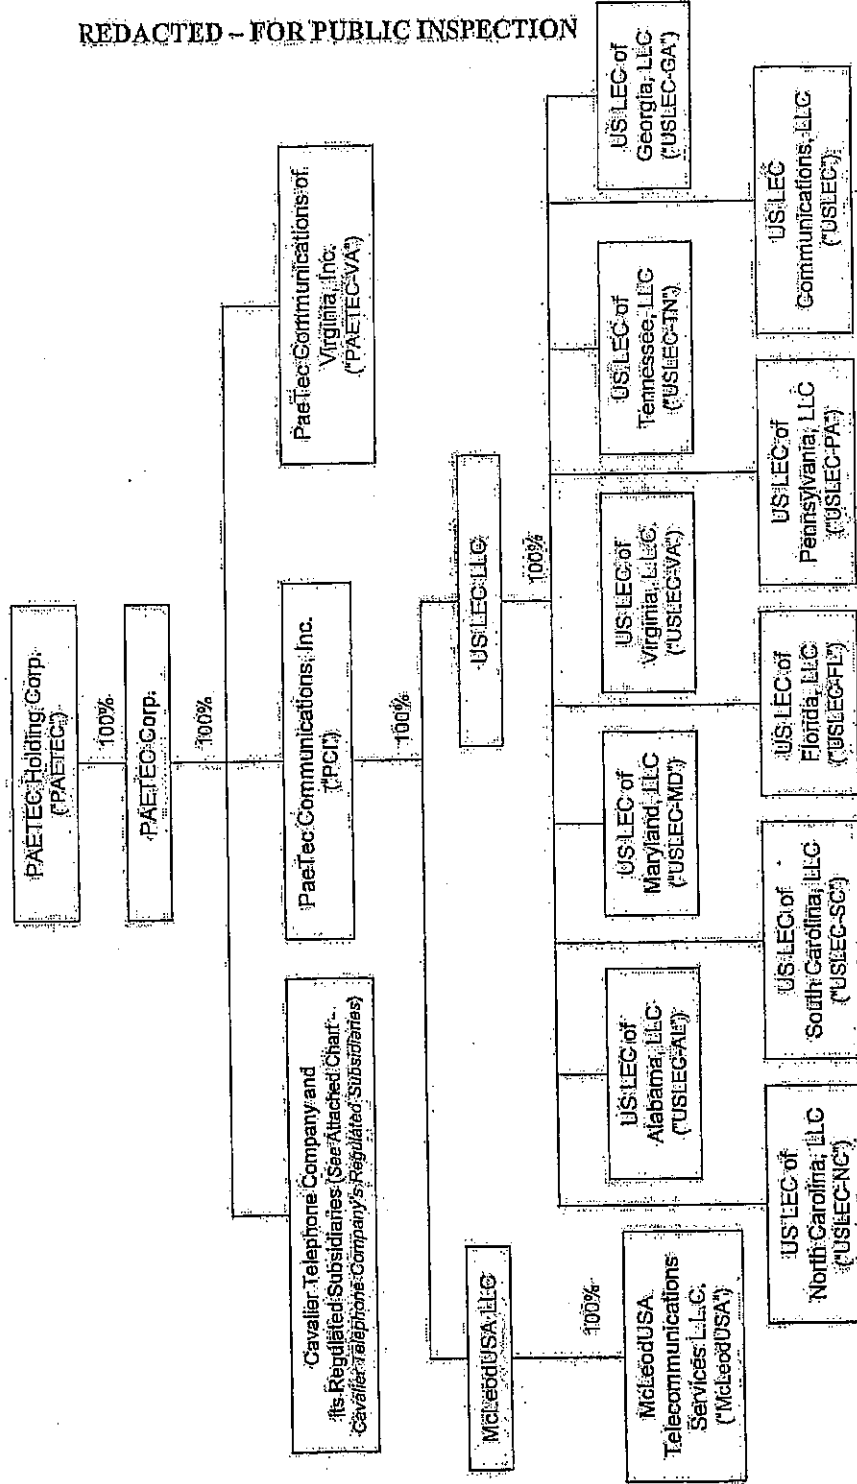 REDACTED – FOR PUBLIC INSPECTION
PAETEC Holding Corp.
("PAETEC")
100%
PAETEC Corp.
100%
Cavalier Telephone Company and
Its Regulated Subsidiaries (See Attached Chart –
Cavalier Telephone Company's Regulated Subsidiaries)
PaeTec Communications, Inc.
("PCI")
PaeTec Communications of
Virginia, Inc.
("PAETEC-VA")
100%
McLeodUSA LLC
US LEC LLC
100%
100%
McLeodUSA
Telecommunications
Services L.L.C.
("McLeodUSA")
US LEC of
Alabama, LLC
("USLEC-AL")
US LEC of
Maryland, LLC
("USLEC-MD")
US LEC of
Virginia, L.L.C.
("USLEC-VA")
US LEC of
Tennessee, LLC
("USLEC-TN")
US LEC of
Georgia, LLC
("USLEC-GA")
US LEC of
North Carolina, LLC
("USLEC-NC")
US LEC of
South Carolina, LLC
("USLEC-SC")
US LEC of
Florida, LLC
("USLEC-FL")
US LEC of
Pennsylvania, LLC
("USLEC-PA")
US LEC
Communications, LLC
("USLEC")